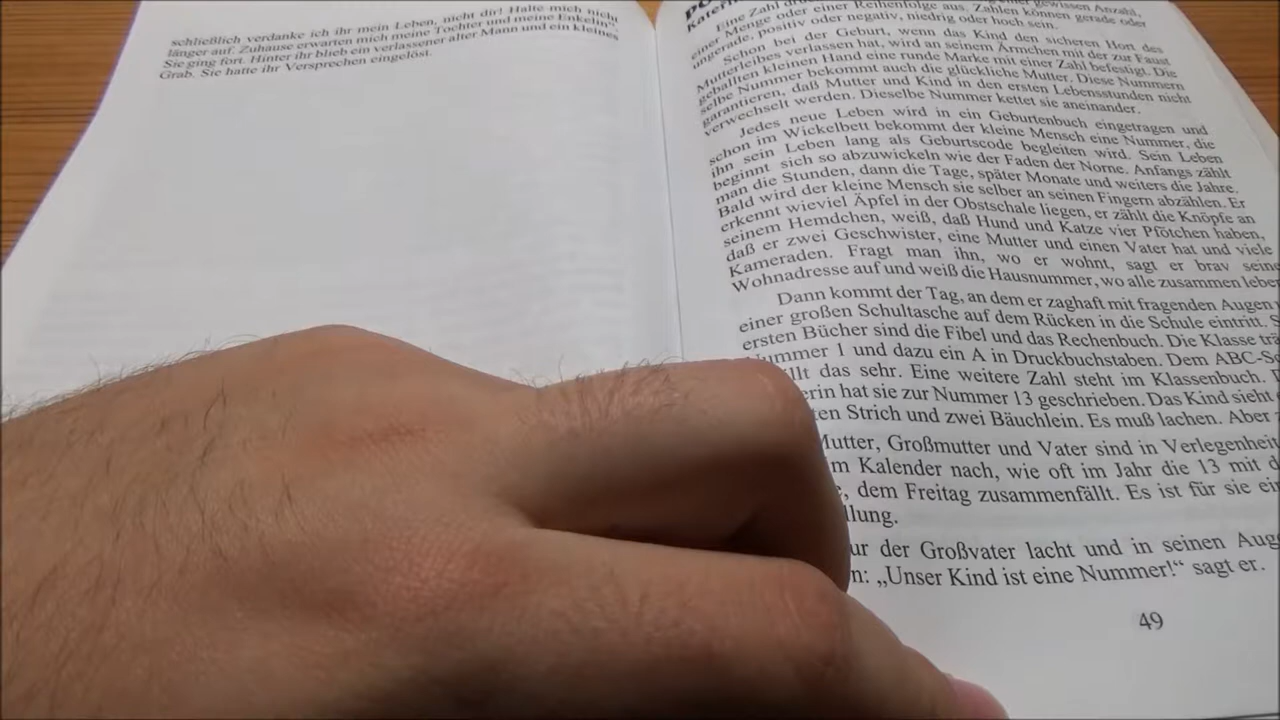 schließlich verdanke ich ihr mein Leben, nicht dir! Halte mich nicht
länger auf. Zuhause erwarten mich meine Tochter und meine Enkelin“.
Sie ging fort. Hinter ihr blieb ein verlassener alter Mann und ein kleines
Grab. Sie hatte ihr Versprechen eingelöst.
Eine Zahl gewissen Anzahl,
einer Menge oder einer Reihenfolge aus. Zahlen können gerade oder
ungerade, positiv oder negativ, niedrig oder hoch sein.
Schon bei der Geburt, wenn das Kind den sicheren Hort des
Mutterleibes verlassen hat, wird an seinem Ärmchen mit der zur Faust
geballten kleinen Hand eine runde Marke mit einer Zahl befestigt. Die
selbe Nummer bekommt auch die glückliche Mutter. Diese Nummern
garantieren, daß Mutter und Kind in den ersten Lebensstunden nicht
verwechselt werden. Dieselbe Nummer kettet sie aneinander.
Jedes neue Leben wird in ein Geburtenbuch eingetragen und
schon im Wickelbett bekommt der kleine Mensch eine Nummer, die
ihn sein Leben lang als Geburtscode begleiten wird. Sein Leben
beginnt sich so abzuwickeln wie der Faden der Norne. Anfangs zählt
man die Stunden, dann die Tage, später Monate und weiters die Jahre.
Bald wird der kleine Mensch sie selber an seinen Fingern abzählen. Er
erkennt wieviel Äpfel in der Obstschale liegen, er zählt die Knöpfe an
seinem Hemdchen, weiß, daß Hund und Katze vier Pfötchen haben,
daß er zwei Geschwister, eine Mutter und einen Vater hat und viele
Kameraden. Fragt man ihn, wo er wohnt, sagt er brav seine
Wohnadresse auf und weiß die Hausnummer, wo alle zusammen leben
Dann kommt der Tag, an dem er zaghaft mit fragenden Augen
einer großen Schultasche auf dem Rücken in die Schule eintritt.
ersten Bücher sind die Fibel und das Rechenbuch. Die Klasse
Nummer 1 und dazu ein A in Druckbuchstaben. Dem
das sehr. Eine weitere Zahl steht im Klassenbuch.
hat sie zur Nummer 13 geschrieben. Das Kind sieht
Strich und zwei Bäuchlein. Es muß lachen. Aber
Mutter, Großmutter und Vater sind in Verlegenheit
Kalender nach, wie oft im Jahr die 13 mit
dem Freitag zusammenfällt. Es ist für sie
der Großvater lacht und in seinen
„Unser Kind ist eine Nummer!“ sagt er.
49